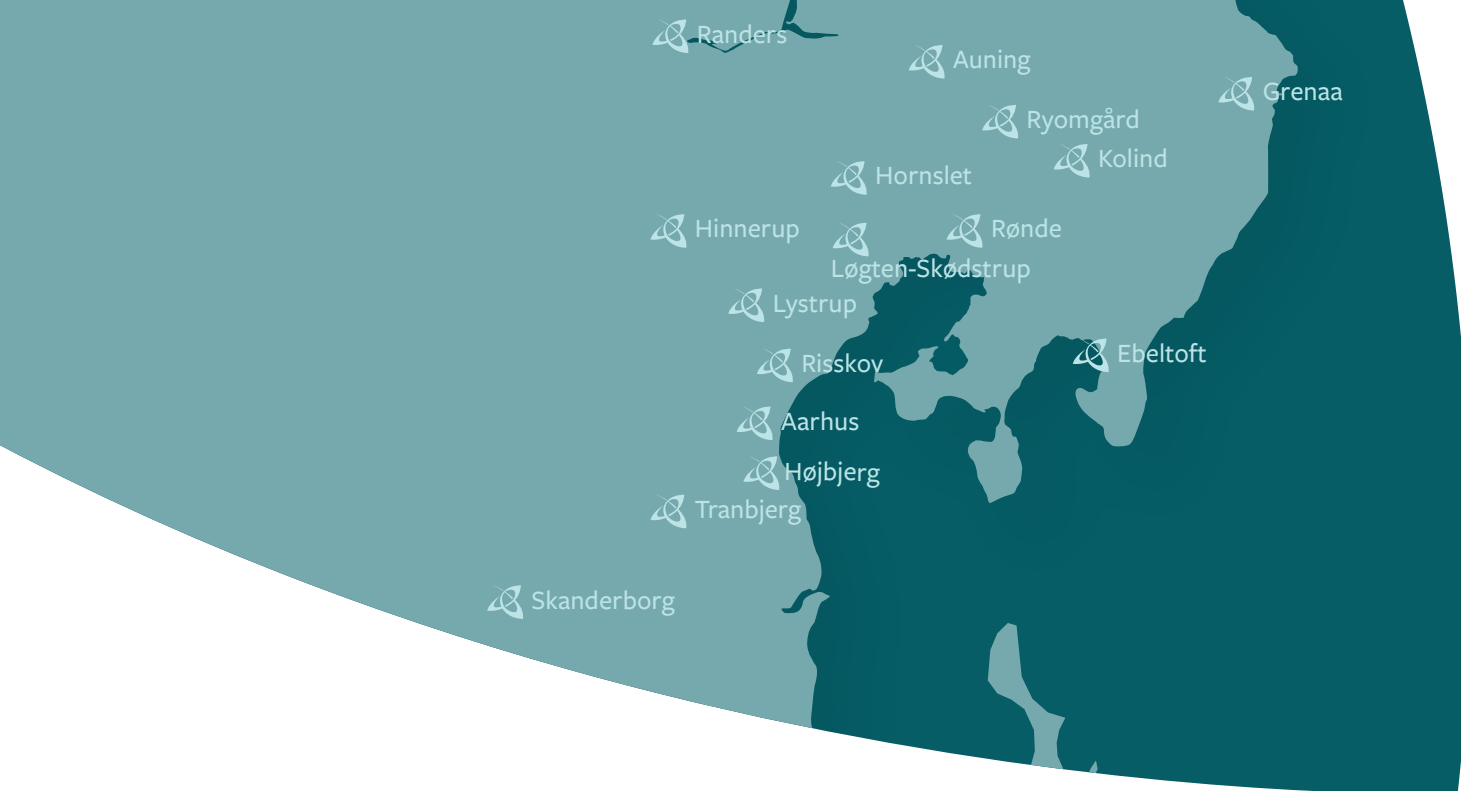 Randers
Auning
Grenaa
Ryomgård
Kolind
Hornslet
Hinnerup
Rønde
Løgten-Skødstrup
Lystrup
Ebeltoft
Risskov
Aarhus
Højbjerg
Tranbjerg
Skanderborg